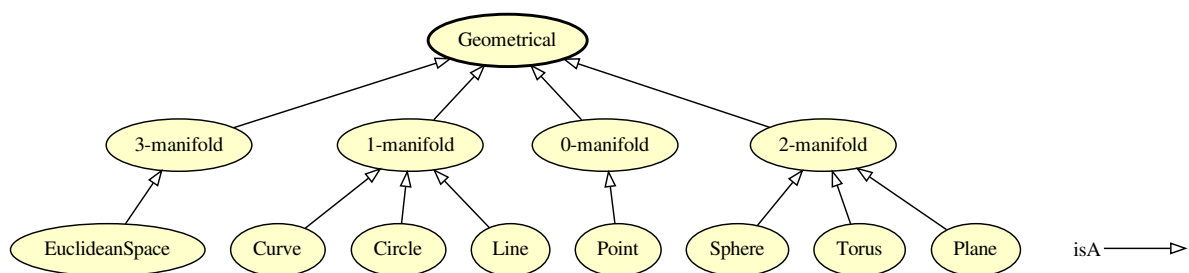 Geometrical
3-manifold 1-manifold 0-manifold 2-manifold
EuclideanSpace Curve Circle Line Point Sphere Torus Plane isA